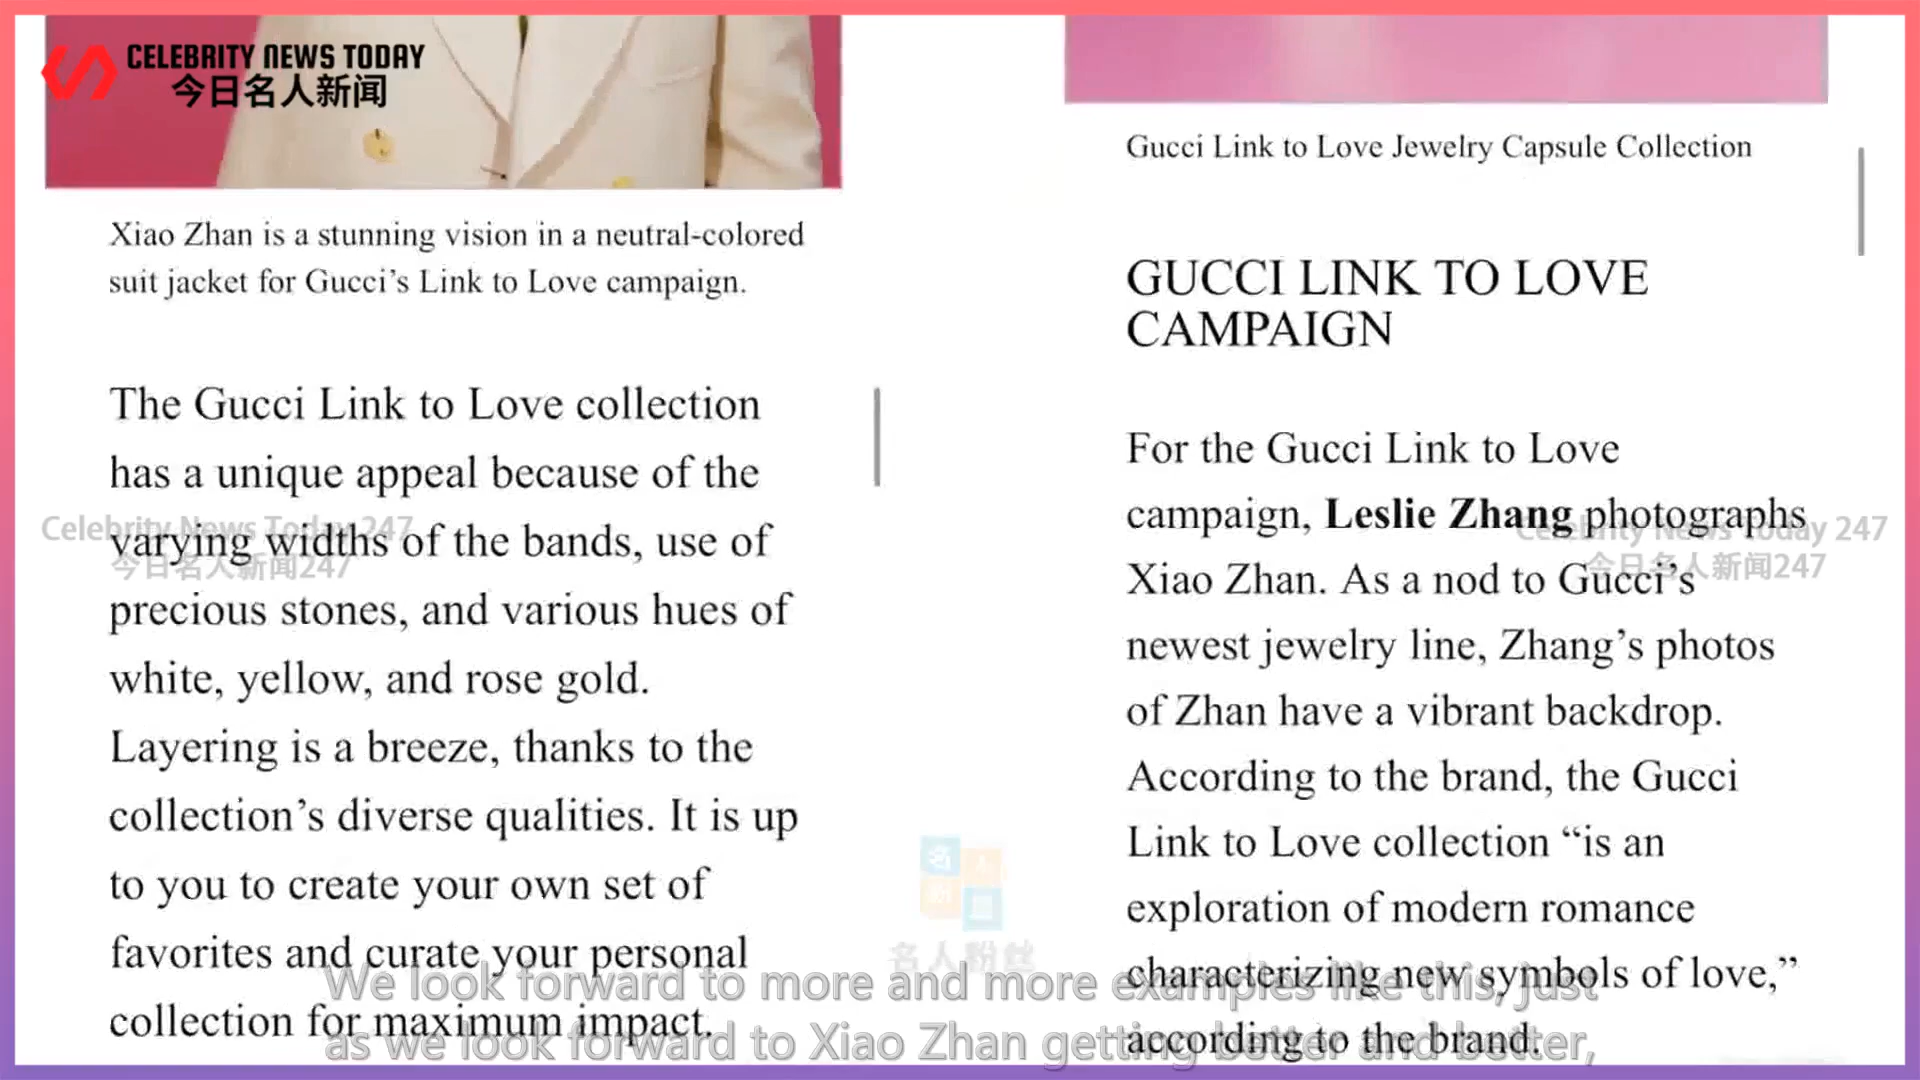 CELEBRITY NEWS TODAY
今日名人新闻
Xiao Zhan is a stunning vision in a neutral-colored
suit jacket for Gucci’s Link to Love campaign.
The Gucci Link to Love collection
has a unique appeal because of the
varying widths of the bands, use of
precious stones, and various hues of
white, yellow, and rose gold.
Layering is a breeze, thanks to the
collection’s diverse qualities. It is up
to you to create your own set of
favorites and curate your personal
collection for maximum impact.
Gucci Link to Love Jewelry Capsule Collection
GUCCI LINK TO LOVE
CAMPAIGN
For the Gucci Link to Love
campaign, Leslie Zhang photographs
Xiao Zhan. As a nod to Gucci’s
newest jewelry line, Zhang’s photos
of Zhan have a vibrant backdrop.
According to the brand, the Gucci
Link to Love collection “is an
exploration of modern romance
characterizing new symbols of love,”
according to the brand.
Celebrity News Today 247
今日名人新闻247
Celebrity News Today 247
今日名人新闻247
名人粉丝
We look forward to more and more examples like this, just
as we look forward to Xiao Zhan getting better and better,